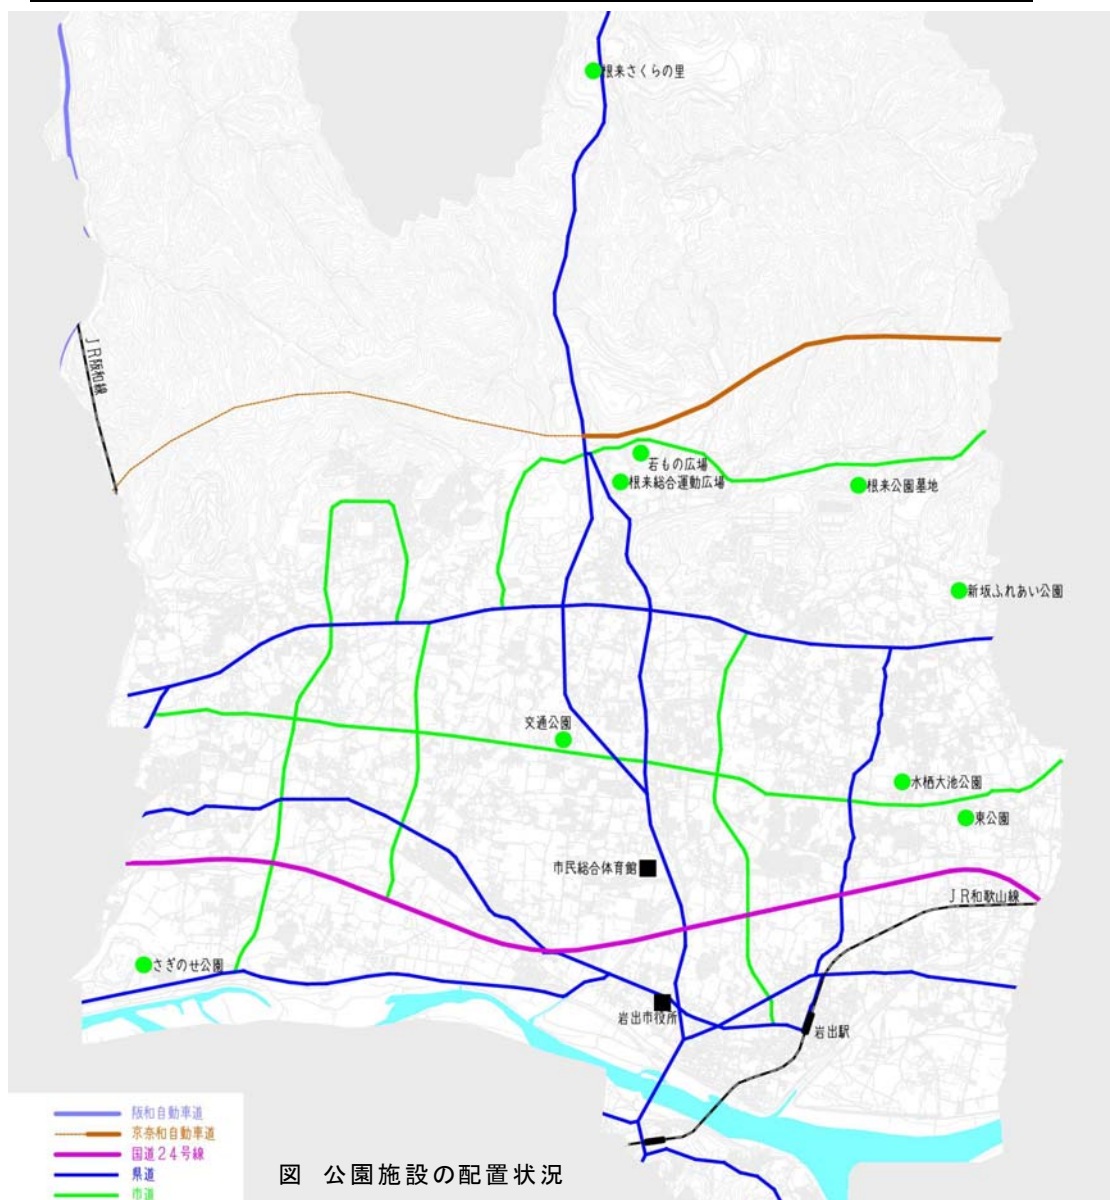 根来さくらの里
JR阪和線
若もの広場
根来総合運動広場
根来公園墓地
新坂ふれあい公園
交通公園
水栖大池公園
東公園
市民総合体育館
JR和歌山線
さぎのせ公園
岩出市役所
岩出駅
阪和自動車道
京奈和自動車道
国道24号線
県道
市道
図 公園施設の配置状況